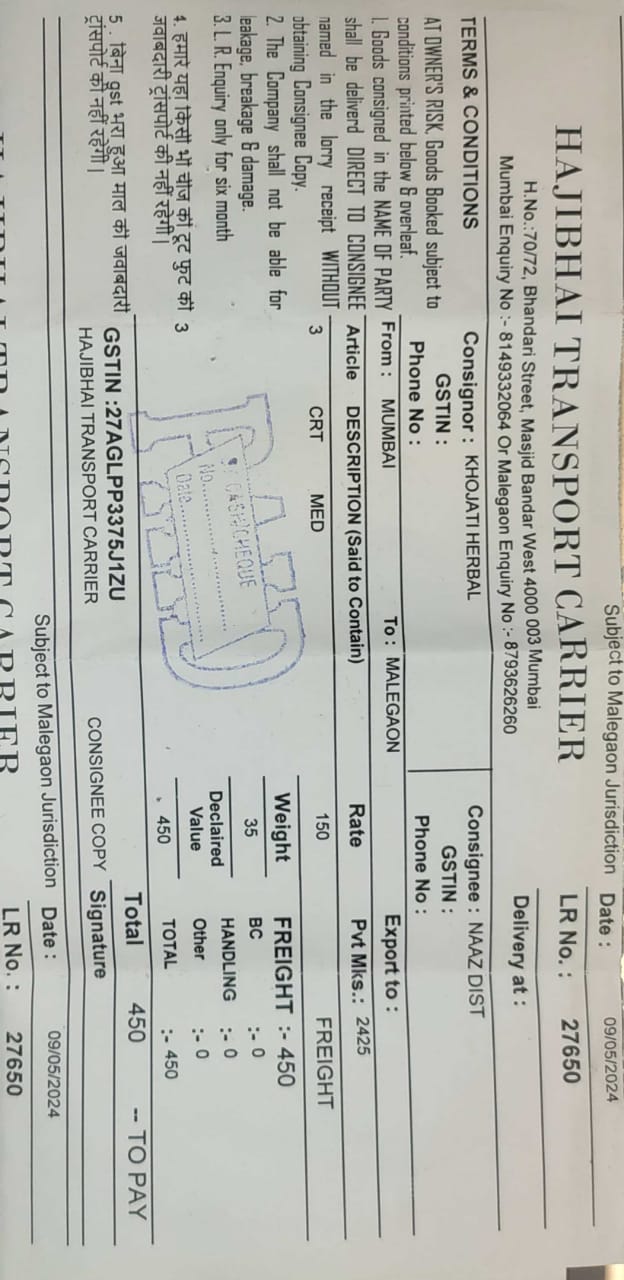 Subject to Malegaon Jurisdiction Date : 09/05/2024
HAJIBHAI TRANSPORT CARRIER LR No. : 27650
H.No.:70/72, Bhandari Street, Masjid Bandar West 4000 003 Mumbai
Mumbai Enquiry No :- 8149332064 Or Malegaon Enquiry No :- 8793626260
Delivery at :
TERMS & CONDITIONS
AT OWNER'S RISK, Goods Booked subject to
conditions printed below & overleaf.
1. Goods consigned in the NAME OF PARTY
shall be deliverd DIRECT TO CONSIGNEE
named in the lorry receipt WITHOUT
obtaining Consignee Copy.
2. The Company shall not be able for
leakage, breakage & damage.
3. L. R. Enquiry only for six month
4. हमारे यहां किसी भी चीज की टूट फुट की
जवाबदारी ट्रांसपोर्ट की नहीं रहेगी |
5 . बिना gst भरा हुआ माल की जवाबदारी
ट्रांसपोर्ट की नहीं रहेगी |
Consignor : KHOJATI HERBAL
GSTIN :
Phone No :
Consignee : NAAZ DIST
GSTIN :
Phone No :
From : MUMBAI To : MALEGAON Export to :
Article DESCRIPTION (Said to Contain) Rate Pvt Mks.: 2425
3 CRT MED 150 FREIGHT
Weight FREIGHT :- 450
35 BC :- 0
HANDLING :- 0
Declaired
Value Other :- 0
3 450 TOTAL :- 450
PAID
CASH/CHEQUE
No.
Date
GSTIN :27AGLPP3375J1ZU Total 450 -- TO PAY
HAJIBHAI TRANSPORT CARRIER CONSIGNEE COPY Signature
Subject to Malegaon Jurisdiction Date : 09/05/2024
HAJIBHAI TRANSPORT CARRIER LR No. : 27650